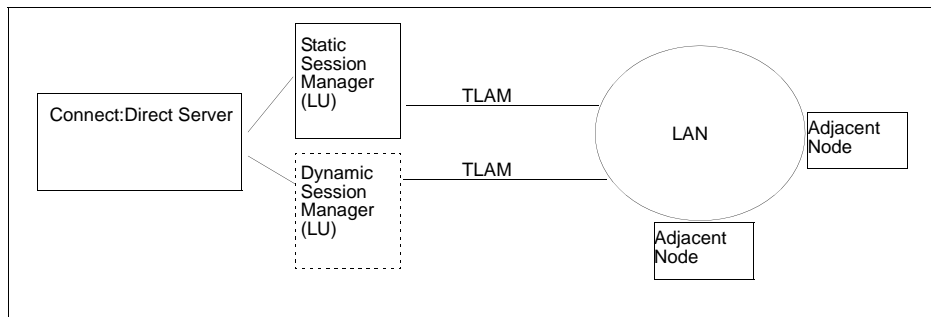 Connect:Direct Server
Static
Session
Manager
(LU)
TLAM
Dynamic
Session
Manager
(LU)
TLAM
LAN
Adjacent
Node
Adjacent
Node